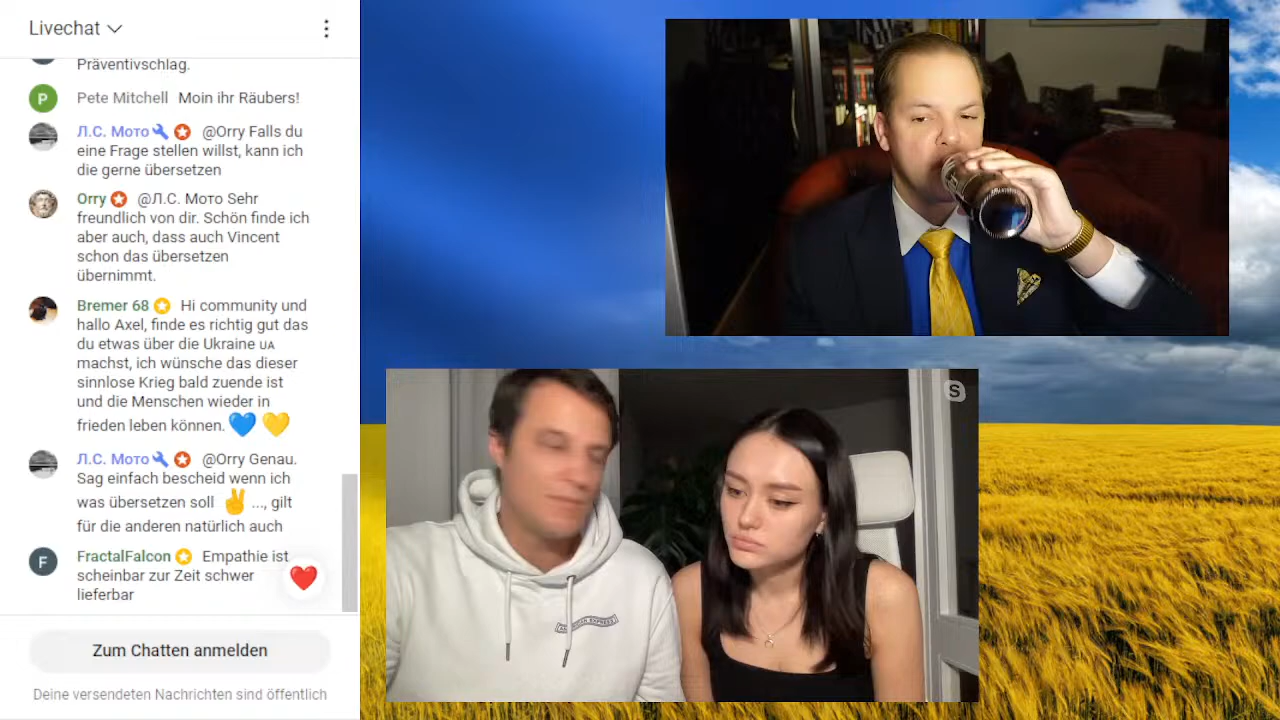 Livechat
Präventivschlag.
P
Pete Mitchell Moin ihr Räubers!
Л.С. Мото @Orry Falls du
eine Frage stellen willst, kann ich
die gerne übersetzen
Orry @Л.С. Мото Sehr
freundlich von dir. Schön finde ich
aber auch, dass auch Vincent
schon das übersetzen
übernimmt.
Bremer 68 Hi community und
hallo Axel, finde es richtig gut das
du etwas über die Ukraine UA
machst, ich wünsche das dieser
sinnlose Krieg bald zuende ist
und die Menschen wieder in
frieden leben können. 💙 💛
Л.С. Мото @Orry Genau.
Sag einfach bescheid wenn ich
was übersetzen soll ✌ ..., gilt
für die anderen natürlich auch
F
FractalFalcon Empathie ist
scheinbar zur Zeit schwer
lieferbar
Zum Chatten anmelden
Deine versendeten Nachrichten sind öffentlich
S